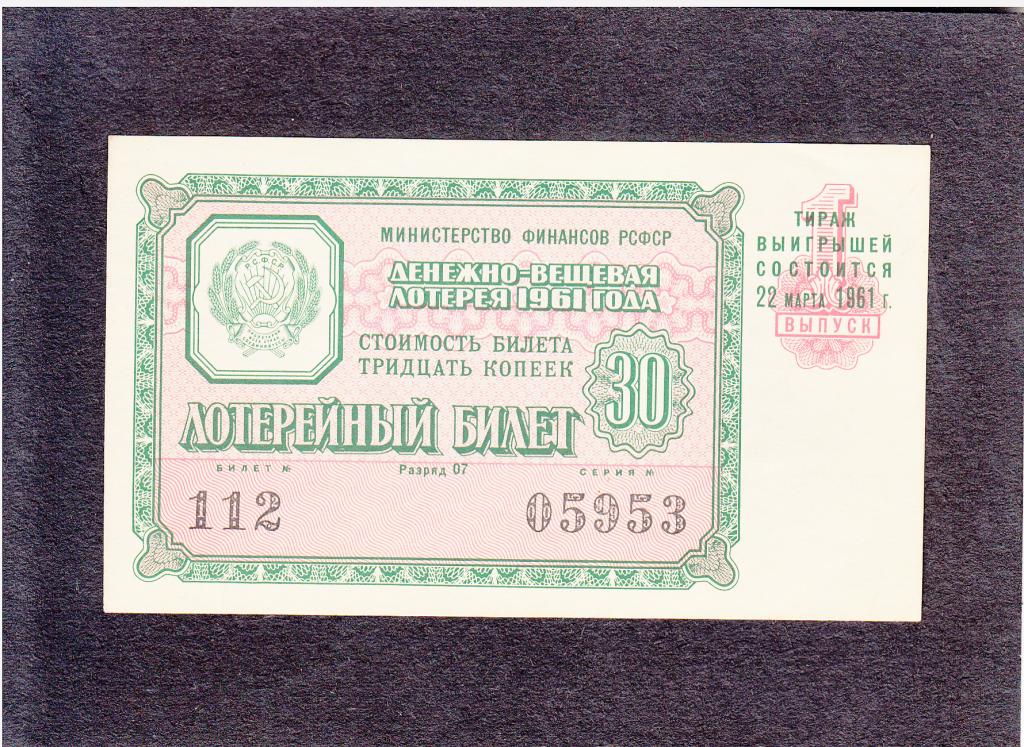 РСФСР
МИНИСТЕРСТВО ФИНАНСОВ РСФСР
ДЕНЕЖНО-ВЕЩЕВАЯ
ЛОТЕРЕЯ 1961 ГОДА
СТОИМОСТЬ БИЛЕТА
ТРИДЦАТЬ КОПЕЕК
30
ЛОТЕРЕЙНЫЙ БИЛЕТ
БИЛЕТ № Разряд 07 СЕРИЯ №
112 05953
1
ТИРАЖ
ВЫИГРЫШЕЙ
СОСТОИТСЯ
22 МАРТА 1961 г.
ВЫПУСК